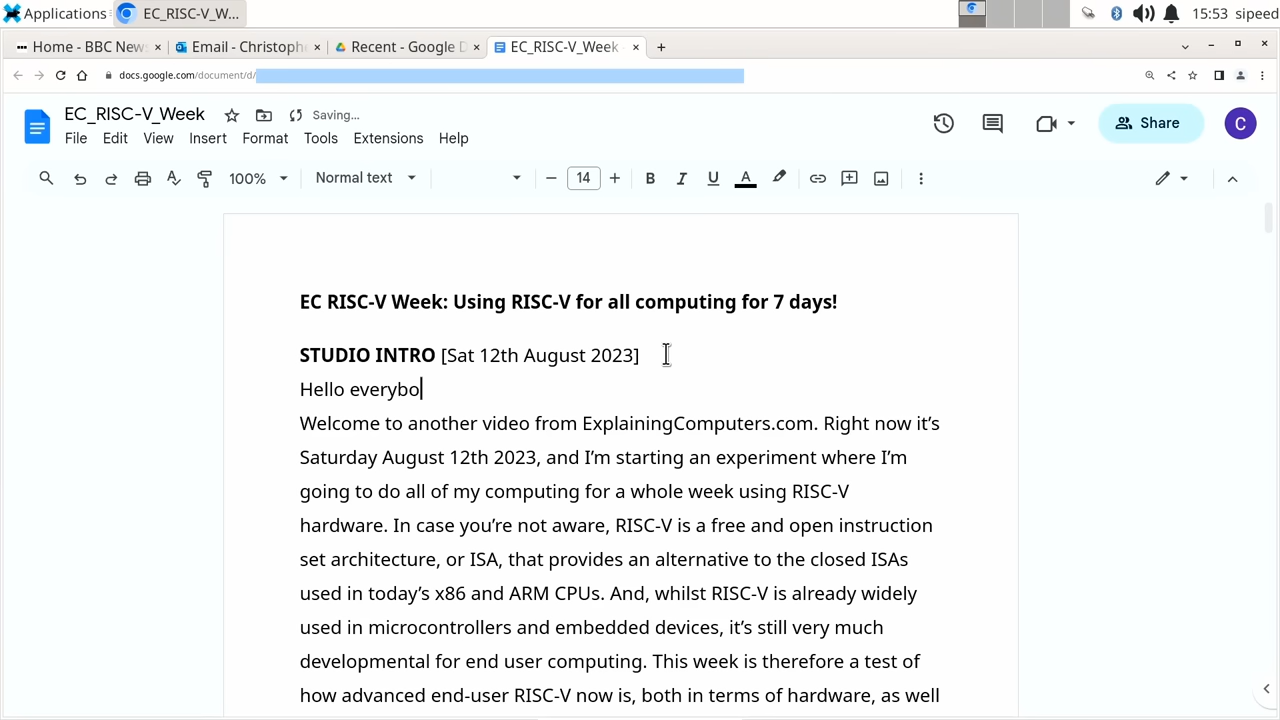 Applications EC_RISC-V_W... 15:53 sipeed
Home - BBC New Email - Christoph Recent - Google D EC_RISC-V_Week
docs.google.com/document/d/
EC_RISC-V_Week Saving...
File Edit View Insert Format Tools Extensions Help
Share C
100% Normal text 14 B I U A
EC RISC-V Week: Using RISC-V for all computing for 7 days!
STUDIO INTRO [Sat 12th August 2023]
Hello everybo
Welcome to another video from ExplainingComputers.com. Right now it’s
Saturday August 12th 2023, and I’m starting an experiment where I’m
going to do all of my computing for a whole week using RISC-V
hardware. In case you’re not aware, RISC-V is a free and open instruction
set architecture, or ISA, that provides an alternative to the closed ISAs
used in today’s x86 and ARM CPUs. And, whilst RISC-V is already widely
used in microcontrollers and embedded devices, it’s still very much
developmental for end user computing. This week is therefore a test of
how advanced end-user RISC-V now is, both in terms of hardware, as well